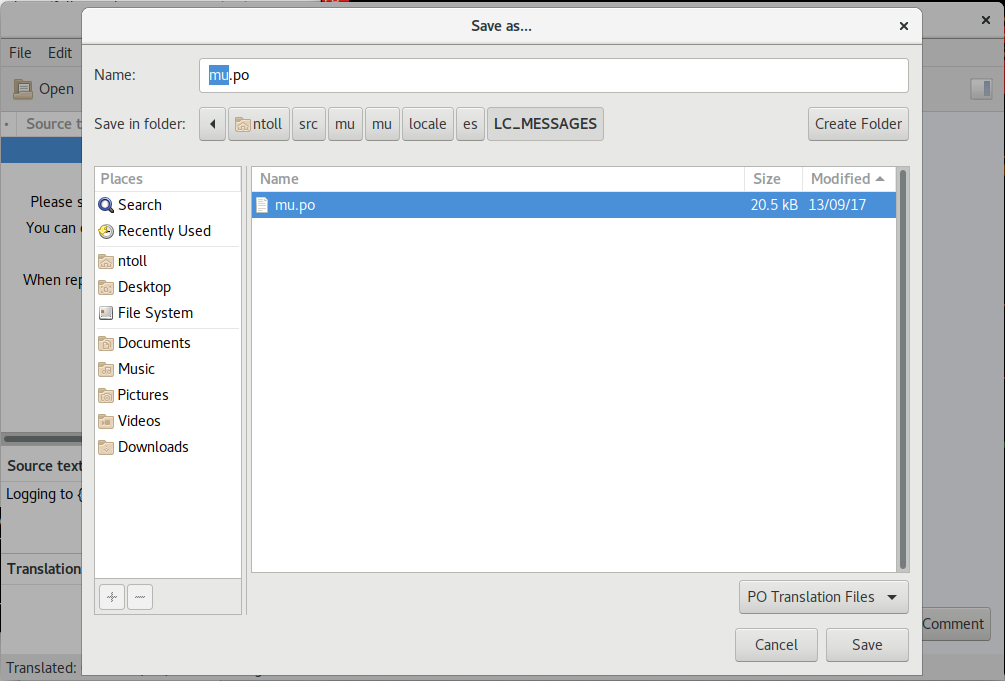 Save as...
File Edit
Name: mu.po
Open
Save in folder: ntoll src mu mu locale es LC_MESSAGES Create Folder
Source t
Places
Name Size Modified
Search
mu.po 20.5 kB 13/09/17
Please s
Recently Used
You can
ntoll
When rep
Desktop
File System
Documents
Music
Pictures
Videos
Downloads
Source text
Logging to {
Translation
PO Translation Files
Comment
Cancel Save
Translated: